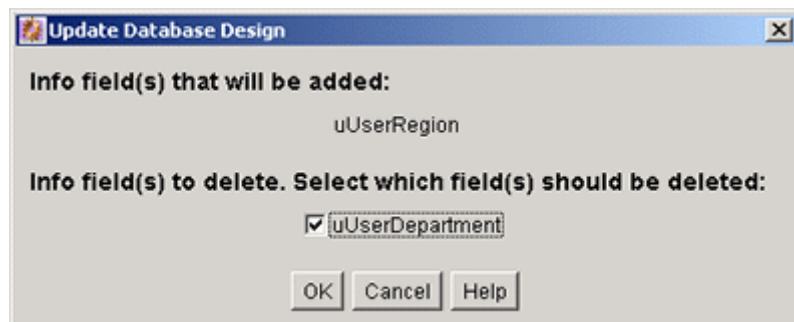 Update Database Design
Info field(s) that will be added:
uUserRegion
Info field(s) to delete. Select which field(s) should be deleted:
uUserDepartment
OK Cancel Help